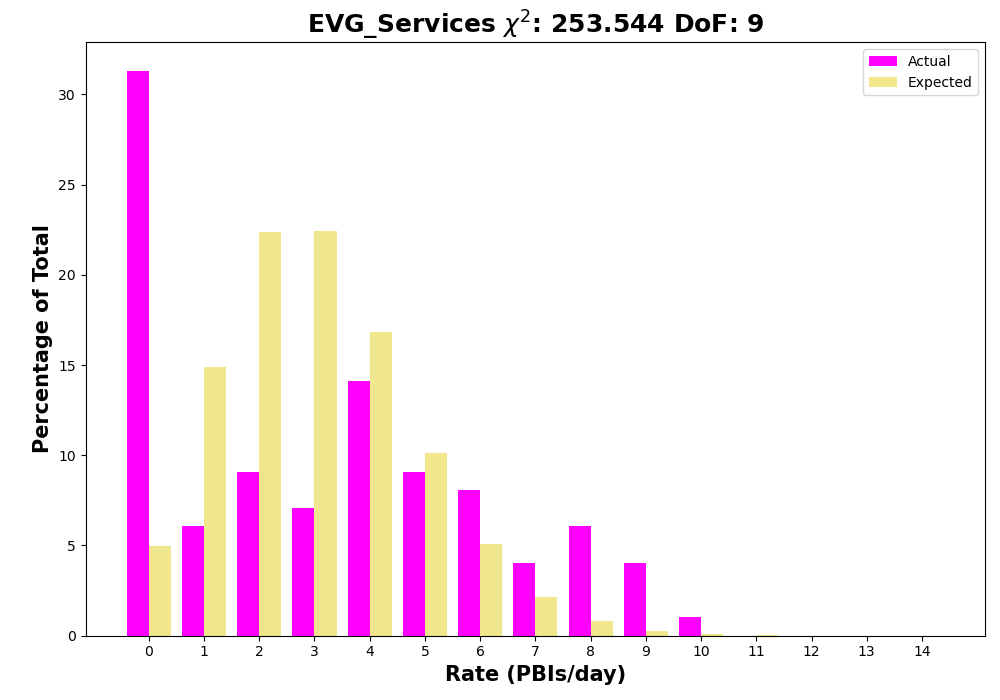 EVG_Services χ²: 253.544 DoF: 9
Actual
Expected
Percentage of Total
30
25
20
15
10
5
0
0 1 2 3 4 5 6 7 8 9 10 11 12 13 14
Rate (PBIs/day)